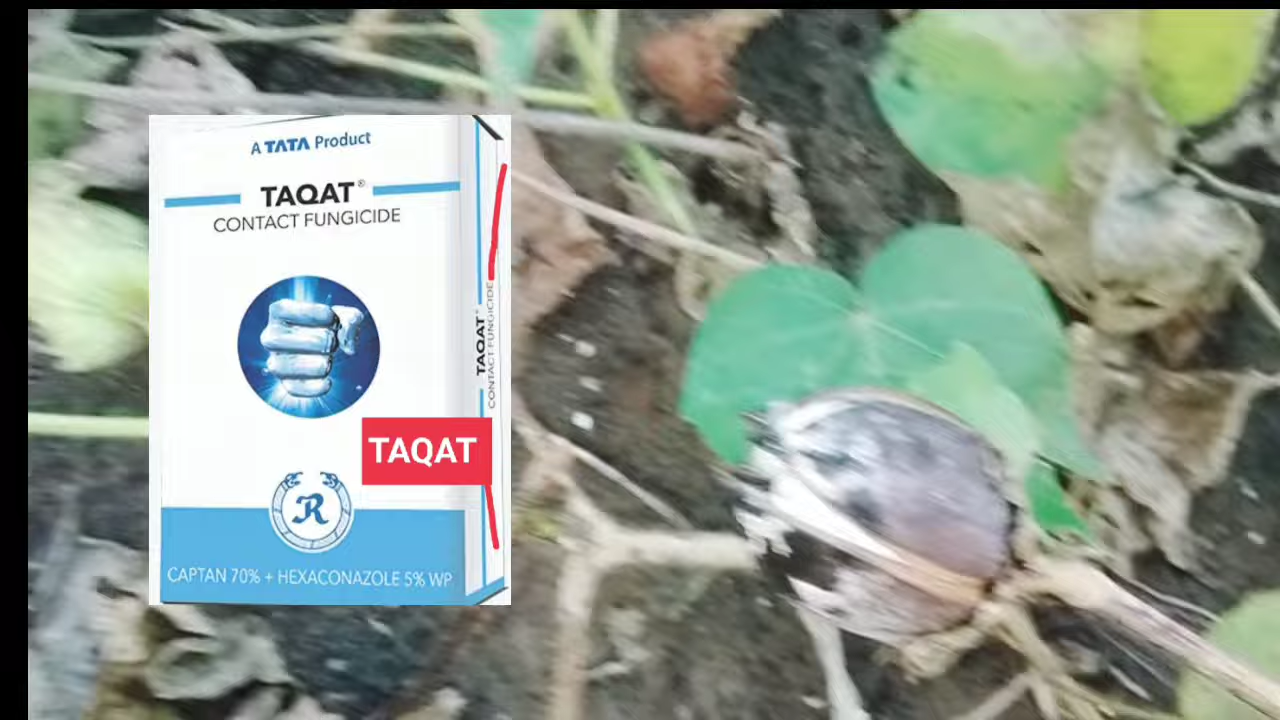 A TATA Product
TAQAT®
CONTACT FUNGICIDE
TAQAT®
CONTACT FUNGICIDE
TAQAT
R
CAPTAN 70% + HEXACONAZOLE 5% WP